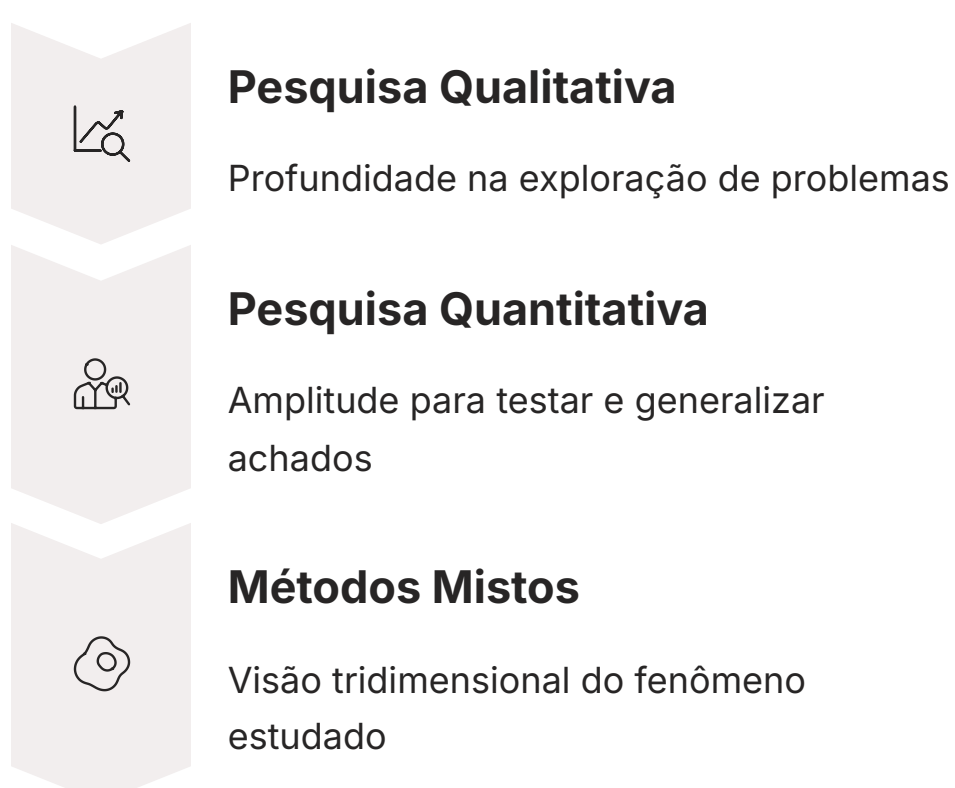 Pesquisa Qualitativa
Profundidade na exploração de problemas
Pesquisa Quantitativa
Amplitude para testar e generalizar
achados
Métodos Mistos
Visão tridimensional do fenômeno
estudado